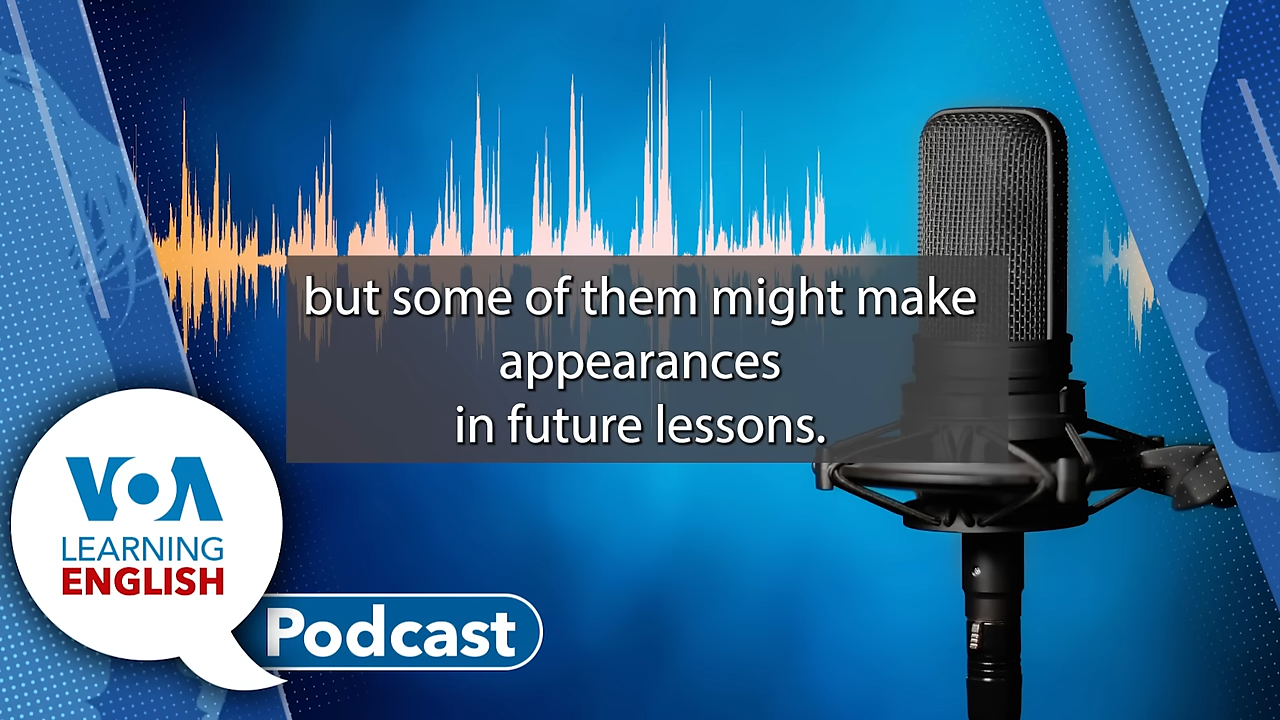 but some of them might make
appearances
in future lessons.
VOA
LEARNING
ENGLISH
Podcast